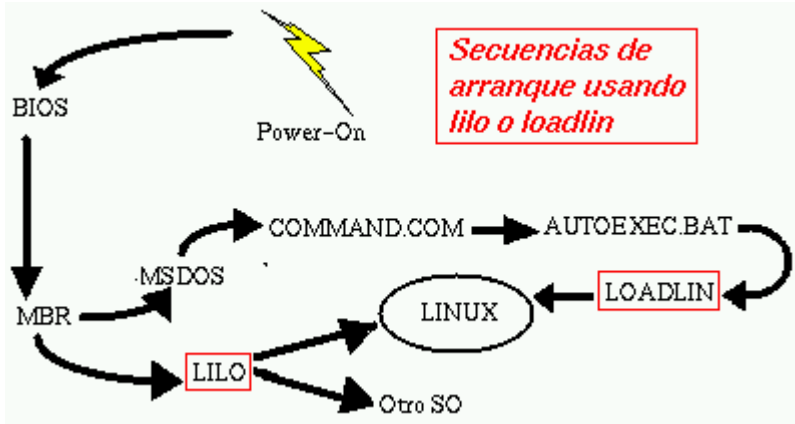 Secuencias de
arranque usando
lilo o loadlin
BIOS
Power-On
COMMAND.COM
AUTOEXEC.BAT
MSDOS
LOADLIN
MBR
LINUX
LILO
Otro SO